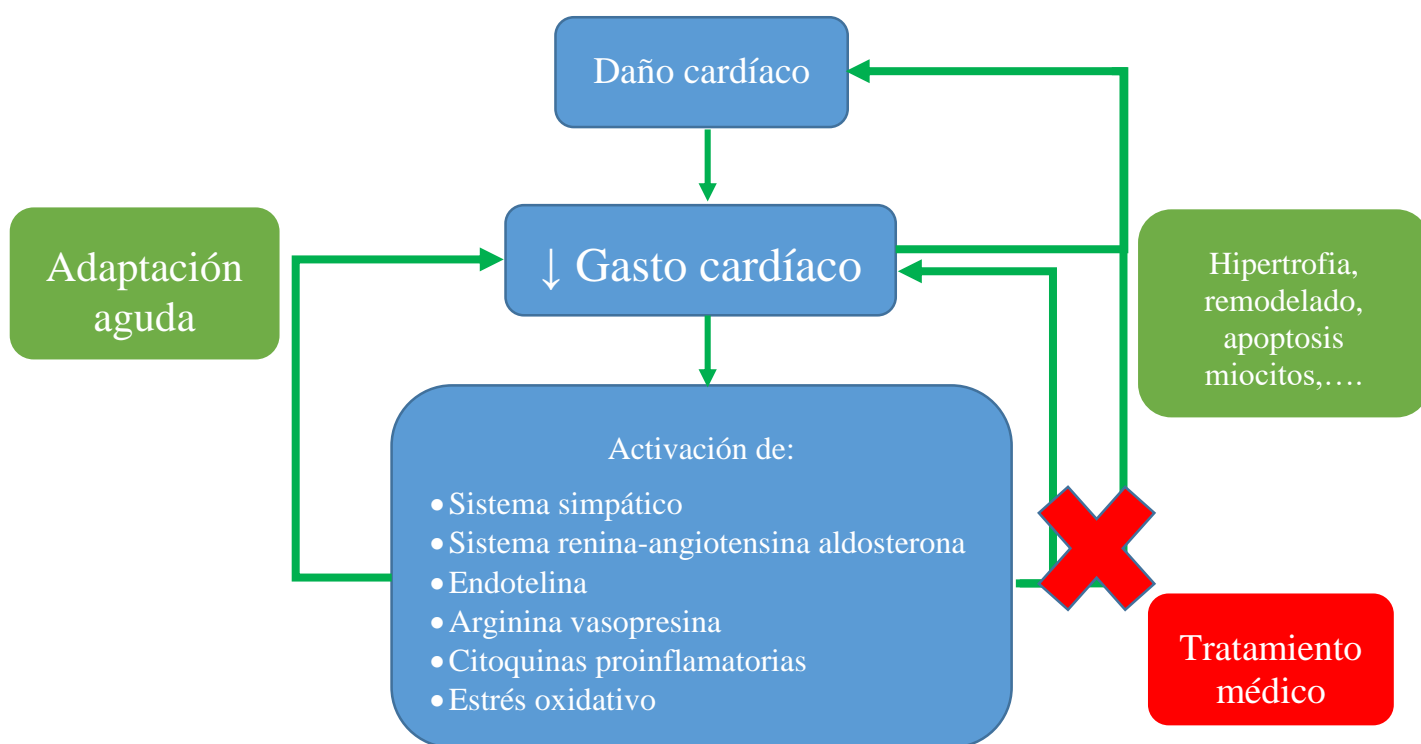 Daño cardíaco
Adaptación
aguda
↓ Gasto cardíaco
Hipertrofia,
remodelado,
apoptosis
miocitos,….
Activación de:
• Sistema simpático
• Sistema renina-angiotensina aldosterona
• Endotelina
• Arginina vasopresina
• Citoquinas proinflamatorias
• Estrés oxidativo
Tratamiento
médico